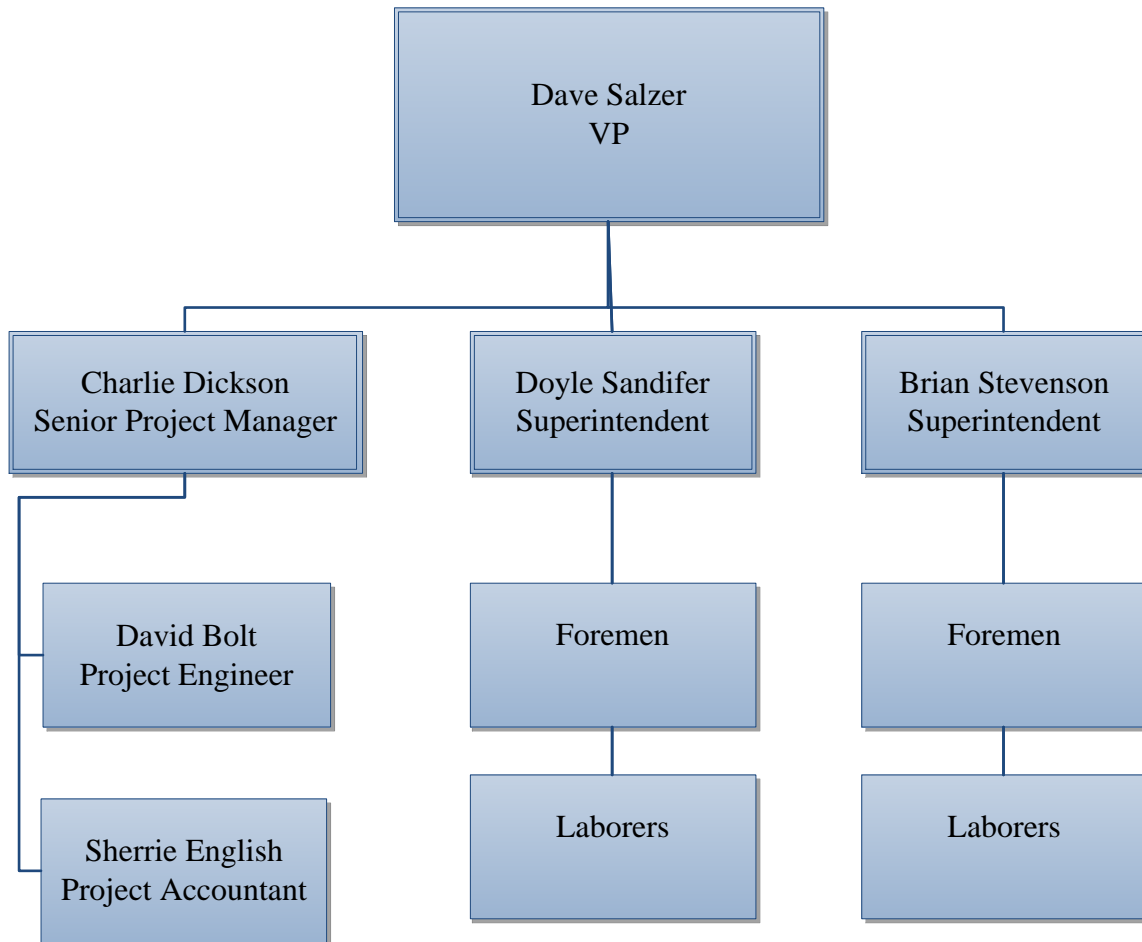 Dave Salzer
VP
Charlie Dickson
Senior Project Manager
Doyle Sandifer
Superintendent
Brian Stevenson
Superintendent
David Bolt
Project Engineer
Foremen
Foremen
Sherrie English
Project Accountant
Laborers
Laborers